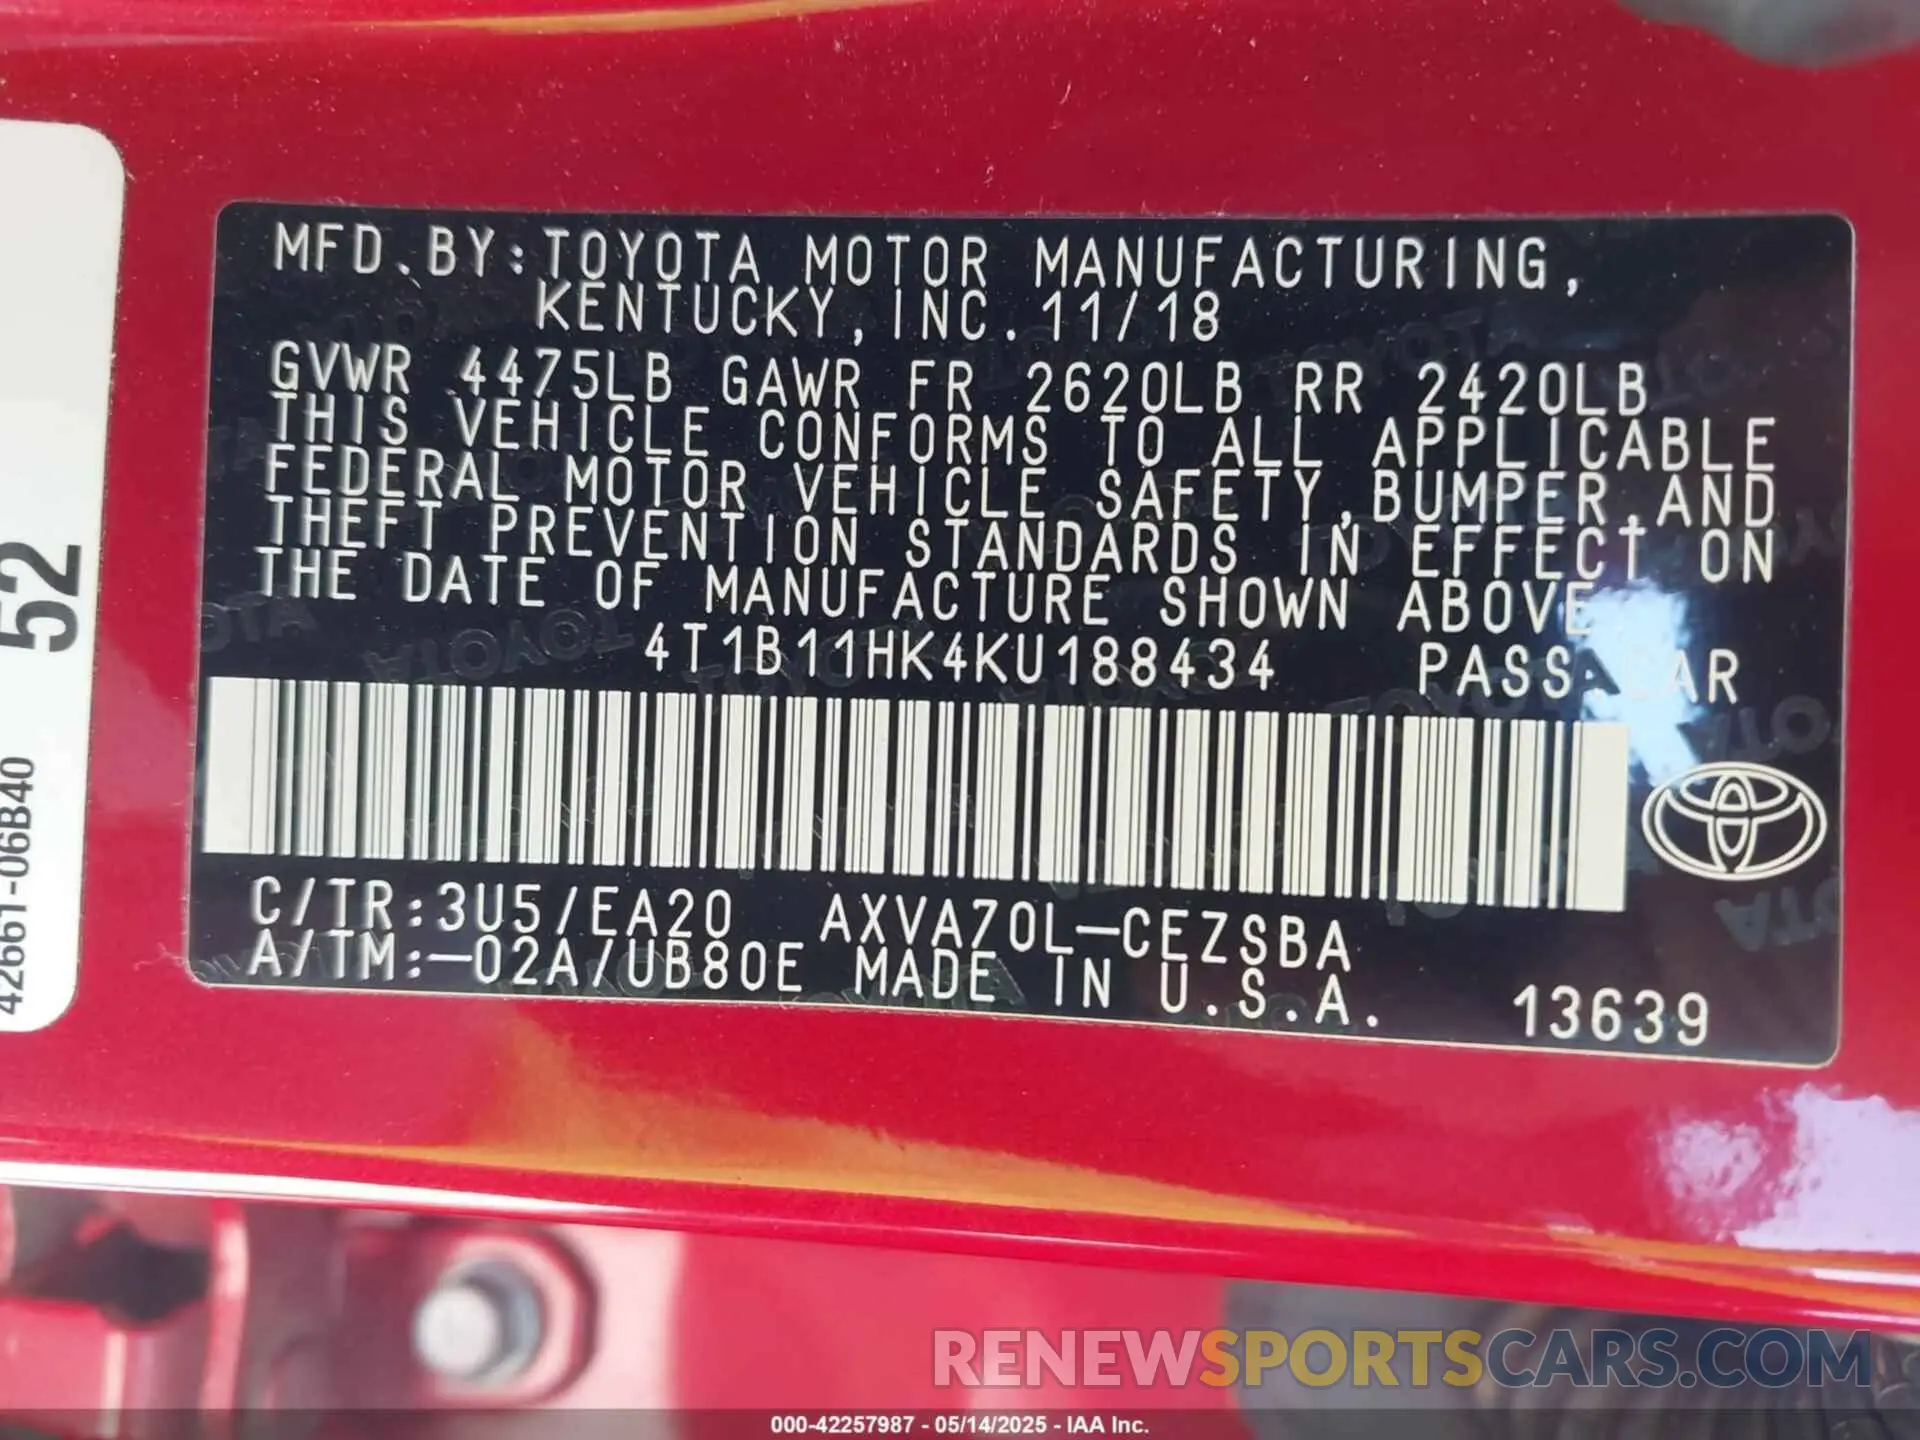 MFD.BY:TOYOTA MOTOR MANUFACTURING,
KENTUCKY,INC.11/18
GVWR 4475LB GAWR FR 2620LB RR 2420LB
THIS VEHICLE CONFORMS TO ALL APPLICABLE
FEDERAL MOTOR VEHICLE SAFETY,BUMPER,AND
THEFT PREVENTION STANDARDS IN EFFECT ON
THE DATE OF MANUFACTURE SHOWN ABOVE.
4T1B11HK4KU188434 PASS.CAR
C/TR:3U5/EA20 AXVA70L-CEZSBA
A/TM:-02A/UB80E MADE IN U.S.A.
13639
52
42661-06B40
RENEWSPORTSCARS.COM
000-42257987 - 05/14/2025 - IAA Inc.